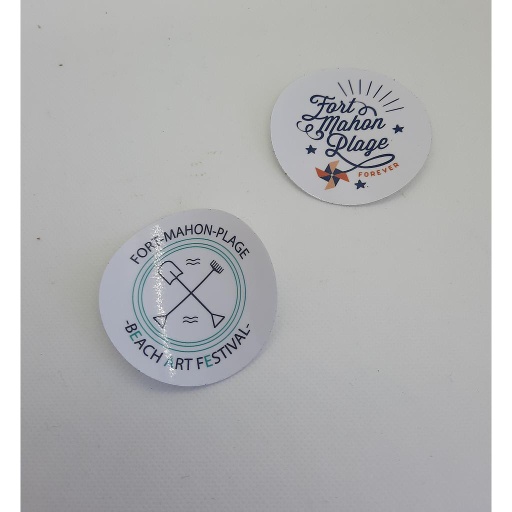 Fort
Mahon
Plage
FOREVER
FORT-MAHON-PLAGE
-BEACH ART FESTIVAL-